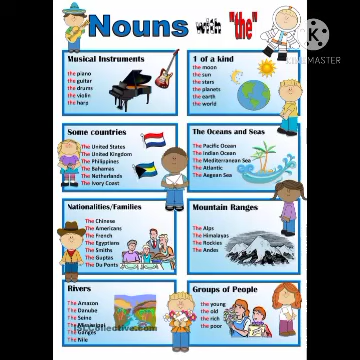 Nouns with "the"
KINEMASTER
Musical Instruments
the piano
the guitar
the drums
the violin
the harp
1 of a kind
the moon
the sun
the stars
the planets
the earth
the world
Some countries
The United States
The United Kingdom
The Philippines
The Bahamas
The Netherlands
The Ivory Coast
The Oceans and Seas
The Pacific Ocean
The Indian Ocean
The Mediterranean Sea
The Atlantic
The Aegean Sea
Nationalities/Families
The Chinese
The Americans
The French
The Egyptians
The Smiths
The Guptas
The Du Ponts
Mountain Ranges
The Alps
The Himalayas
The Rockies
The Andes
Rivers
The Amazon
The Danube
The Seine
The Mississippi
The Ganges
The Nile
Groups of People
the young
the old
the rich
the poor